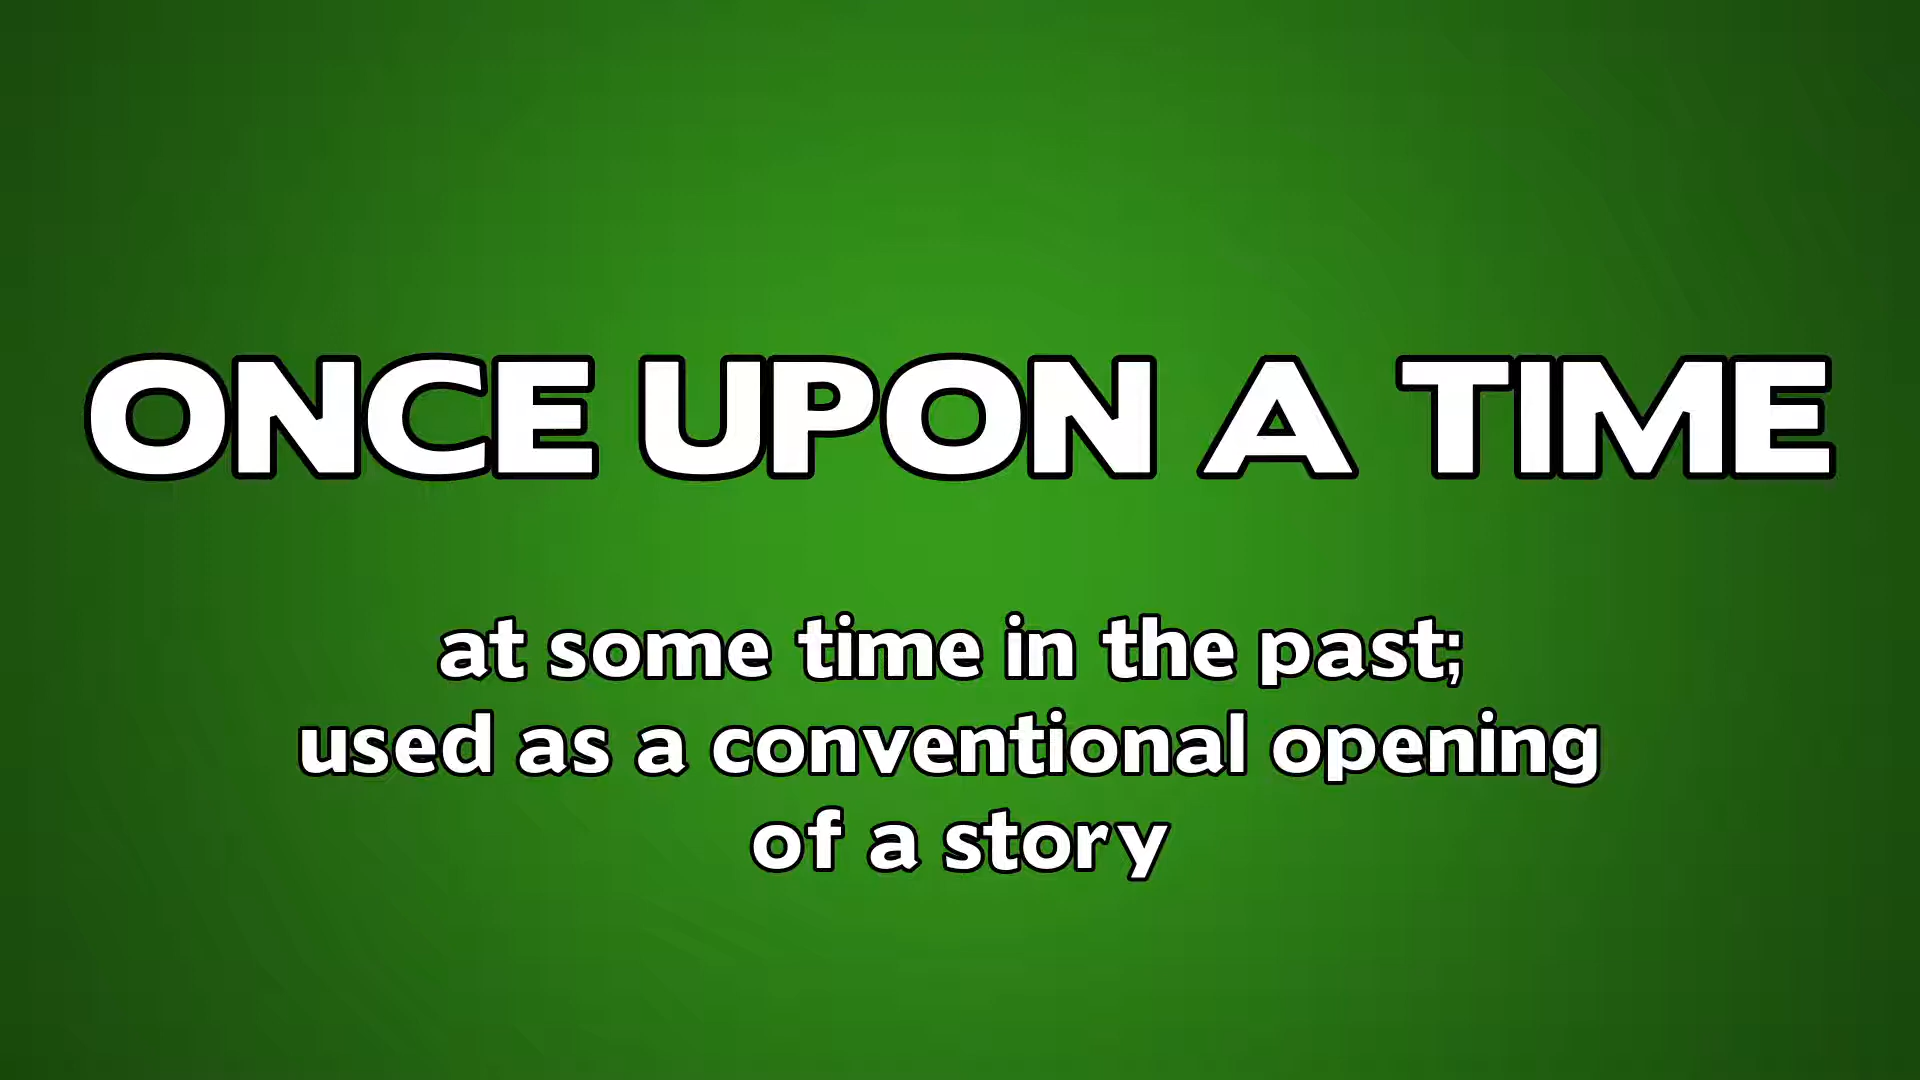 ONCE UPON A TIME
at some time in the past;
used as a conventional opening
of a story